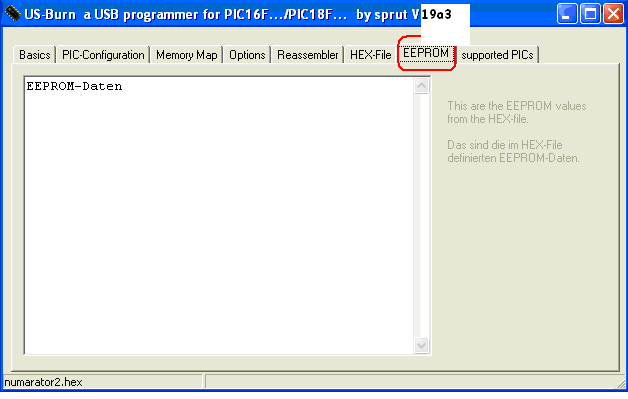 US-Burn a USB programmer for PIC16F.../PIC18F... by sprut V 19a3
Basics PIC-Configuration Memory Map Options Reassembler HEX-File EEPROM supported PICs
EEPROM-Daten
This are the EEPROM values
from the HEX-file.
Das sind die im HEX-File
definierten EEPROM-Daten.
numarator2.hex